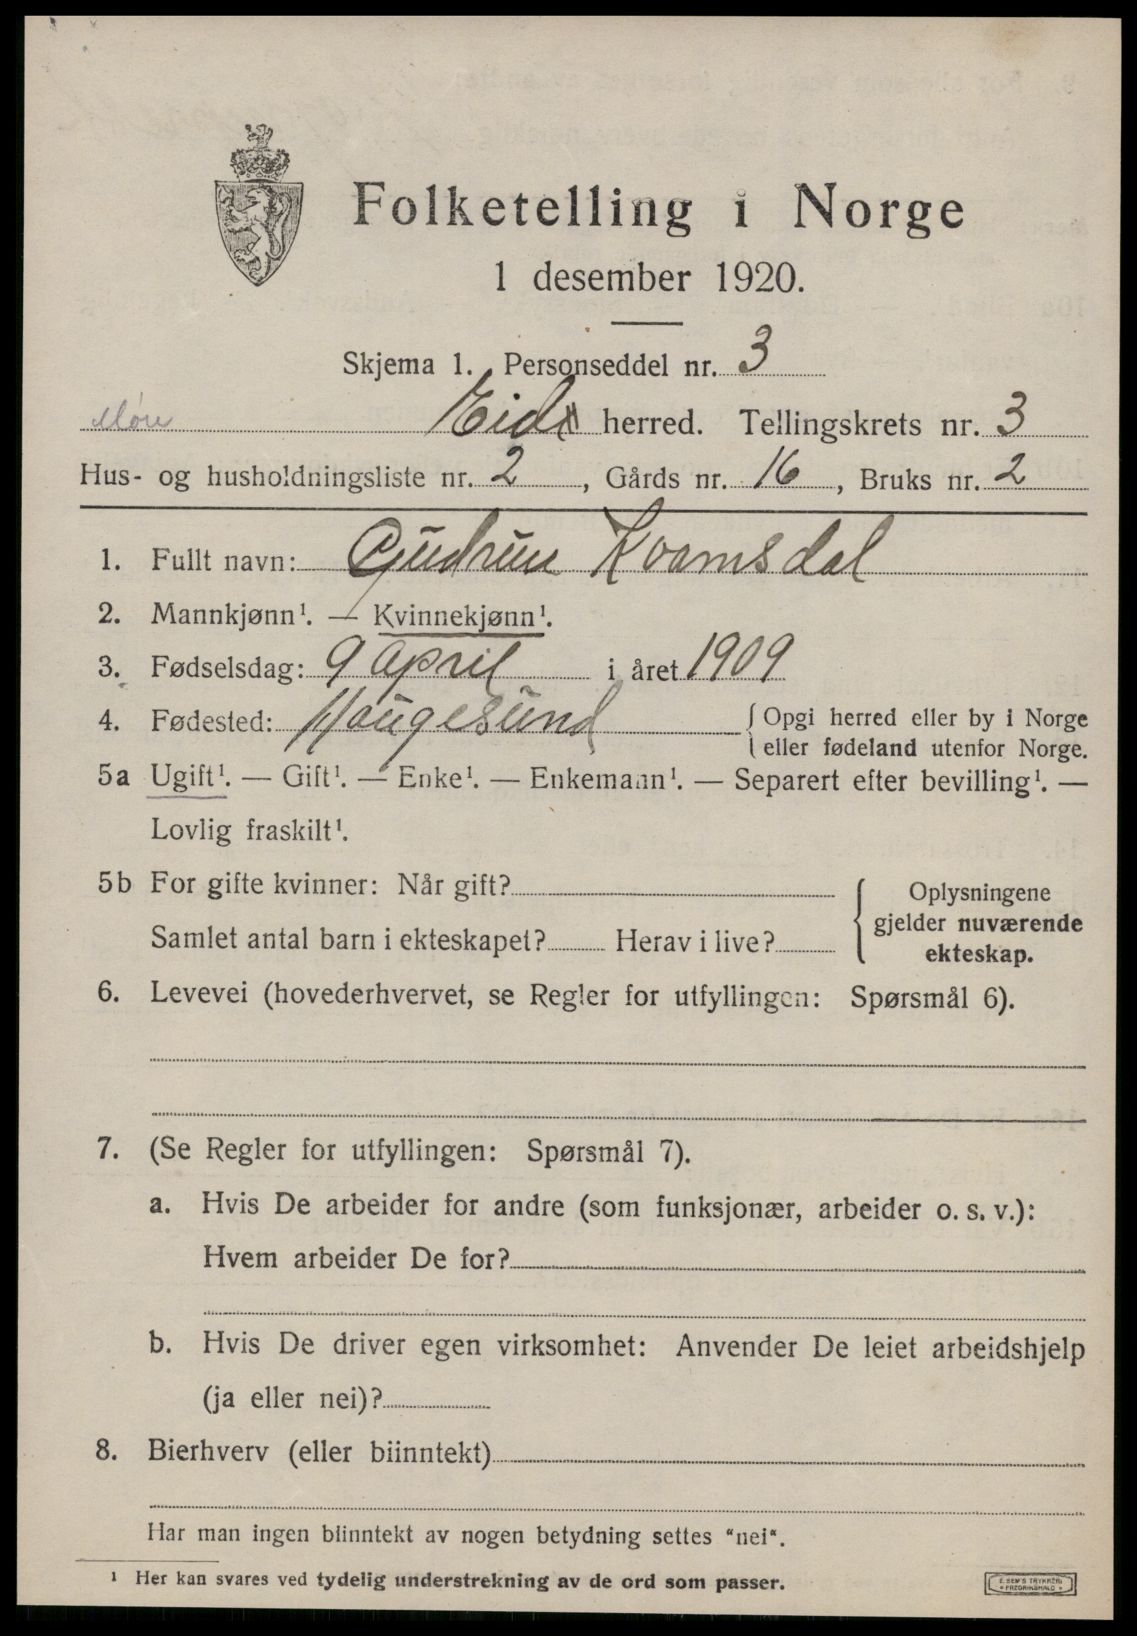 Folketelling i Norge
1 desember 1920.
Skjema 1. Personseddel nr. 3
Møre Eid herred. Tellingskrets nr. 3
Hus- og husholdningsliste nr. 2, Gårds nr. 16, Bruks nr. 2
1. Fullt navn: Gudrun Kvamsdal
2. Mannkjønn¹. — Kvinnekjønn¹.
3. Fødselsdag: 9 April i året 1909
4. Fødested: Haugesund { Opgi herred eller by i Norge
eller fødeland utenfor Norge.
5a Ugift¹. — Gift¹. — Enke¹. — Enkemann¹. — Separert efter bevilling¹. —
Lovlig fraskilt¹.
5b For gifte kvinner: Når gift? { Oplysningene
gjelder nuværende
Samlet antal barn i ekteskapet? Herav i live?
ekteskap.
6. Levevei (hovederhvervet, se Regler for utfyllingen: Spørsmål 6).
7. (Se Regler for utfyllingen: Spørsmål 7).
a. Hvis De arbeider for andre (som funksjonær, arbeider o. s. v.):
Hvem arbeider De for?
b. Hvis De driver egen virksomhet: Anvender De leiet arbeidshjelp
(ja eller nei)?
8. Bierhverv (eller biinntekt)
Har man ingen biinntekt av nogen betydning settes "nei".
¹ Her kan svares ved tydelig understrekning av de ord som passer.
E. SEM'S TRYKKERI
FREDRIKSHALD